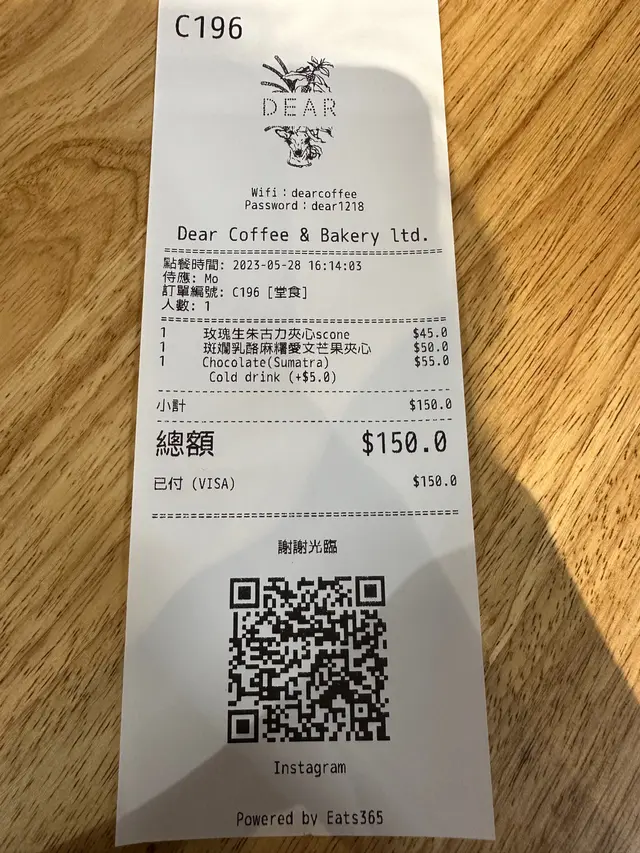 C196
DEAR
Wifi：dearcoffee
Password：dear1218
Dear Coffee & Bakery ltd.
點餐時間: 2023-05-28 16:14:03
侍應: Mo
訂單編號: C196 [堂食]
人數: 1
1 玫瑰生朱古力夾心scone $45.0
1 斑斕乳酪麻糬愛文芒果夾心 $50.0
1 Chocolate(Sumatra) $55.0
Cold drink (+$5.0)
小計 $150.0
總額 $150.0
已付 (VISA) $150.0
謝謝光臨
Instagram
Powered by Eats365